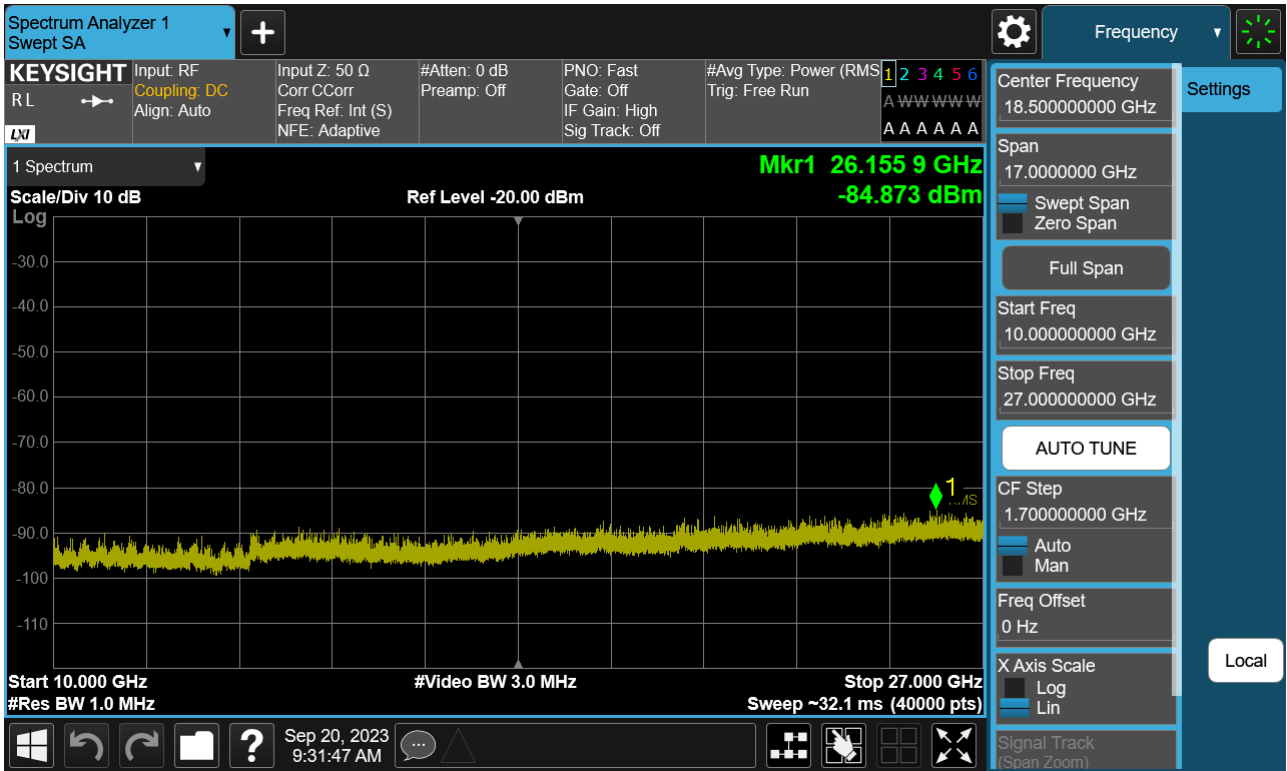 Spectrum Analyzer 1
Swept SA
Frequency
KEYSIGHT
R L
LXI
Input: RF
Coupling: DC
Align: Auto
Input Z: 50 Ω
Corr CCorr
Freq Ref: Int (S)
NFE: Adaptive
#Atten: 0 dB
Preamp: Off
PNO: Fast
Gate: Off
IF Gain: High
Sig Track: Off
#Avg Type: Power (RMS
Trig: Free Run
1 2 3 4 5 6
A W W W W W
A A A A A A
1 Spectrum
Scale/Div 10 dB
Log
Ref Level -20.00 dBm
Mkr1 26.155 9 GHz
-84.873 dBm
-30.0
-40.0
-50.0
-60.0
-70.0
-80.0
-90.0
-100
-110
1
RMS
Start 10.000 GHz
#Res BW 1.0 MHz
#Video BW 3.0 MHz
Stop 27.000 GHz
Sweep ~32.1 ms (40000 pts)
Center Frequency
18.500000000 GHz
Span
17.0000000 GHz
Swept Span
Zero Span
Full Span
Start Freq
10.000000000 GHz
Stop Freq
27.000000000 GHz
AUTO TUNE
CF Step
1.700000000 GHz
Auto
Man
Freq Offset
0 Hz
X Axis Scale
Log
Lin
Signal Track
(Span Zoom)
Settings
Local
?
Sep 20, 2023
9:31:47 AM